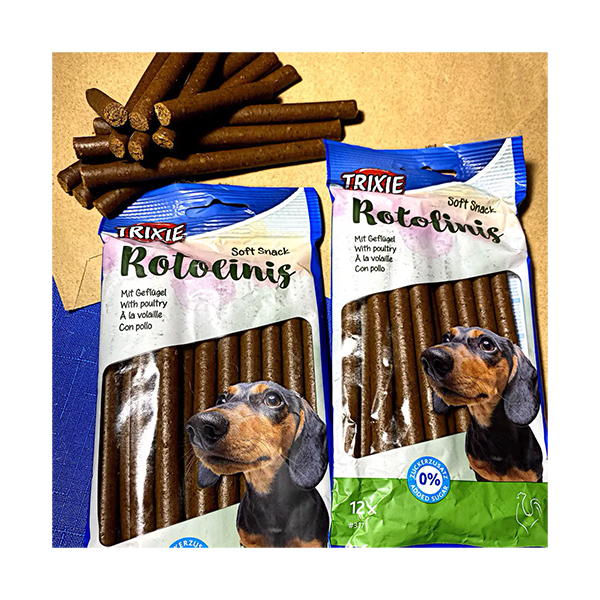 TRIXIE
Soft Snack
Rotolinis
Mit Geflügel
With poultry
À la volaille
Con pollo
TRIXIE
Soft Snack
Rotolinis
Mit Geflügel
With poultry
À la volaille
Con pollo
ZUCKERZUSATZ
0%
ADDED SUGAR
12x